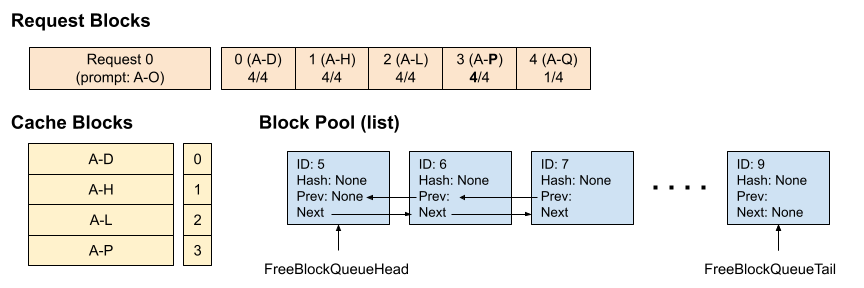 Request Blocks
Request 0
(prompt: A-O)
0 (A-D)
4/4
1 (A-H)
4/4
2 (A-L)
4/4
3 (A-P)
4/4
4 (A-Q)
1/4
Cache Blocks
A-D 0
A-H 1
A-L 2
A-P 3
Block Pool (list)
ID: 5
Hash: None
Prev: None
Next
ID: 6
Hash: None
Prev:
Next
ID: 7
Hash: None
Prev:
Next
. . . .
ID: 9
Hash: None
Prev:
Next: None
FreeBlockQueueHead
FreeBlockQueueTail